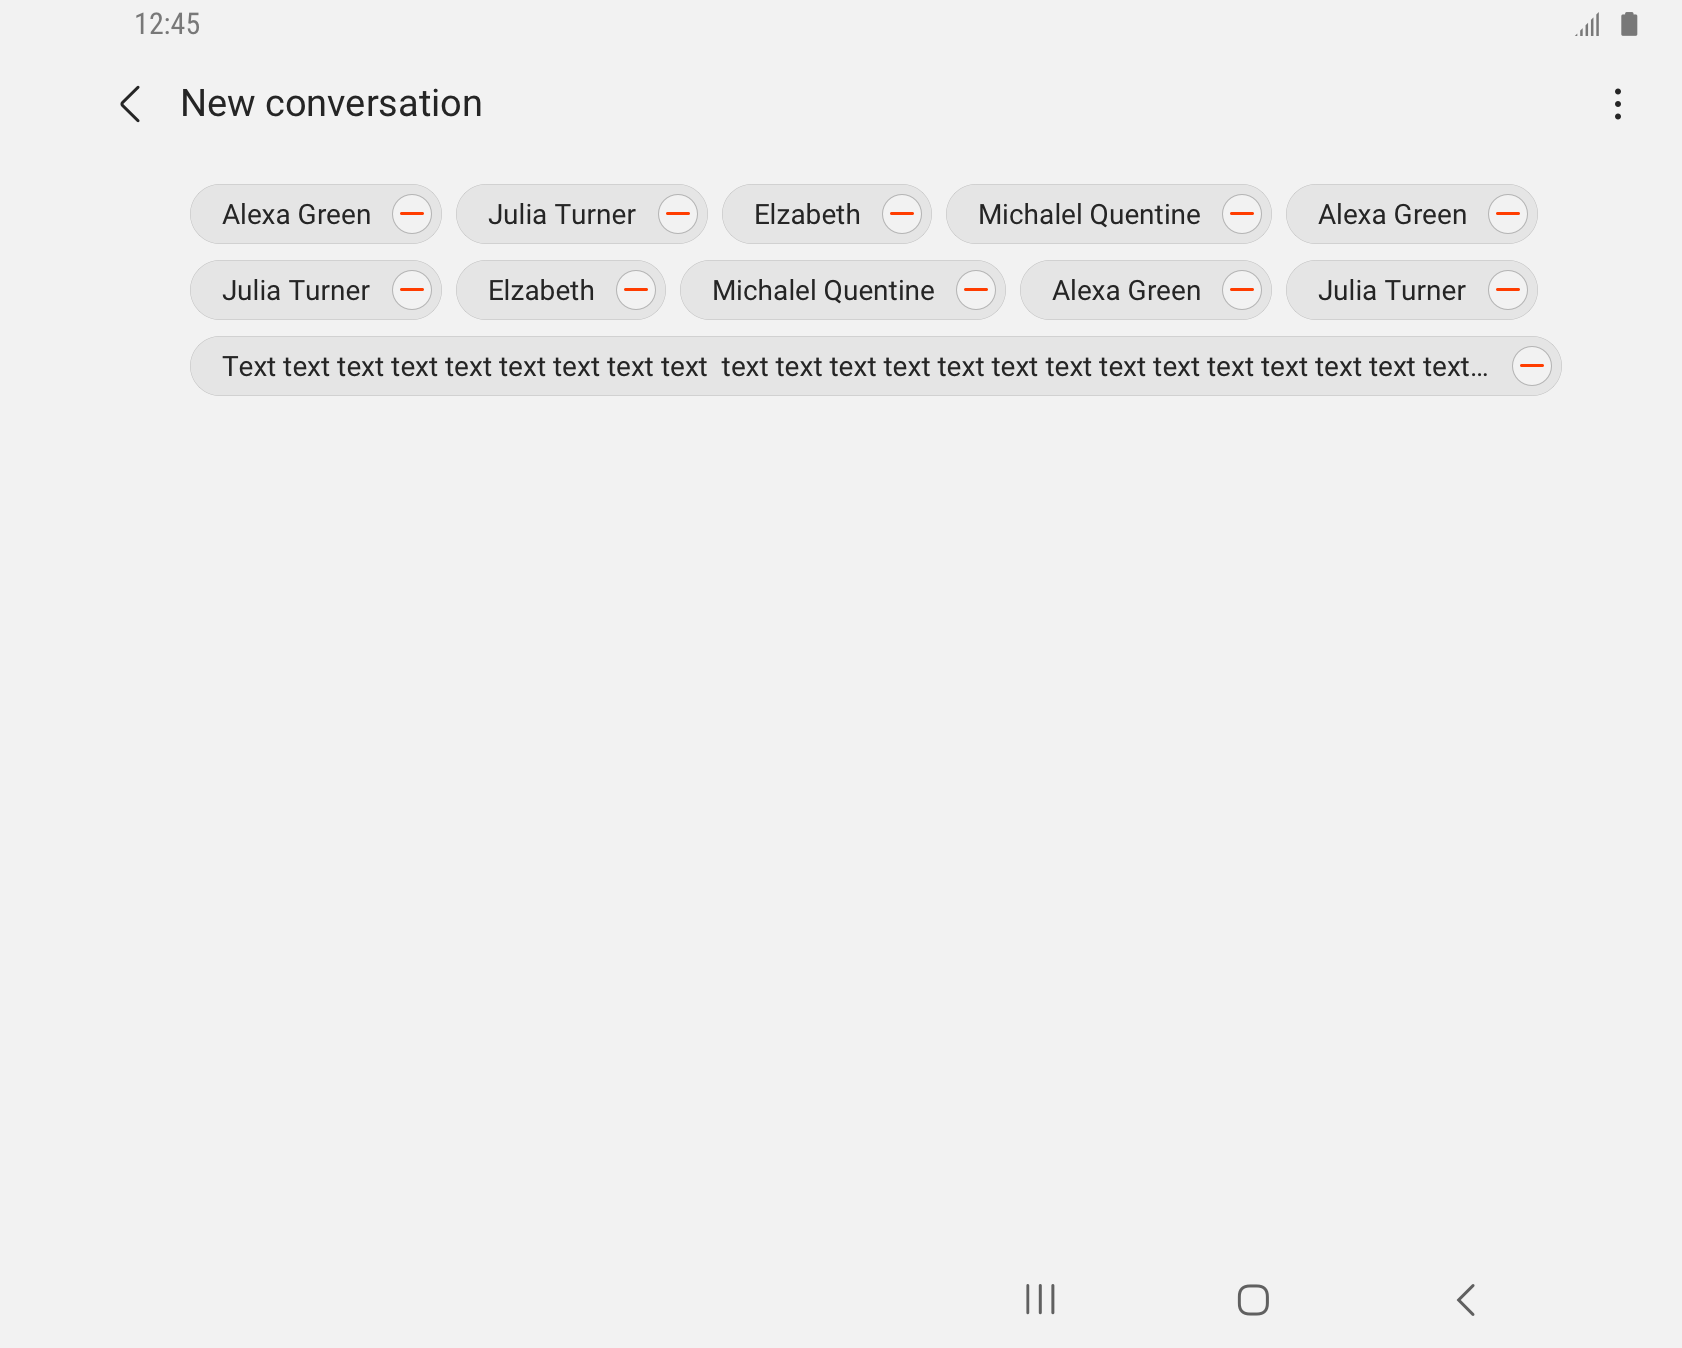 12:45
New conversation
Alexa Green Julia Turner Elzabeth Michalel Quentine Alexa Green
Julia Turner Elzabeth Michalel Quentine Alexa Green Julia Turner
Text text text text text text text text text  text text text text text text text text text text text text text text...